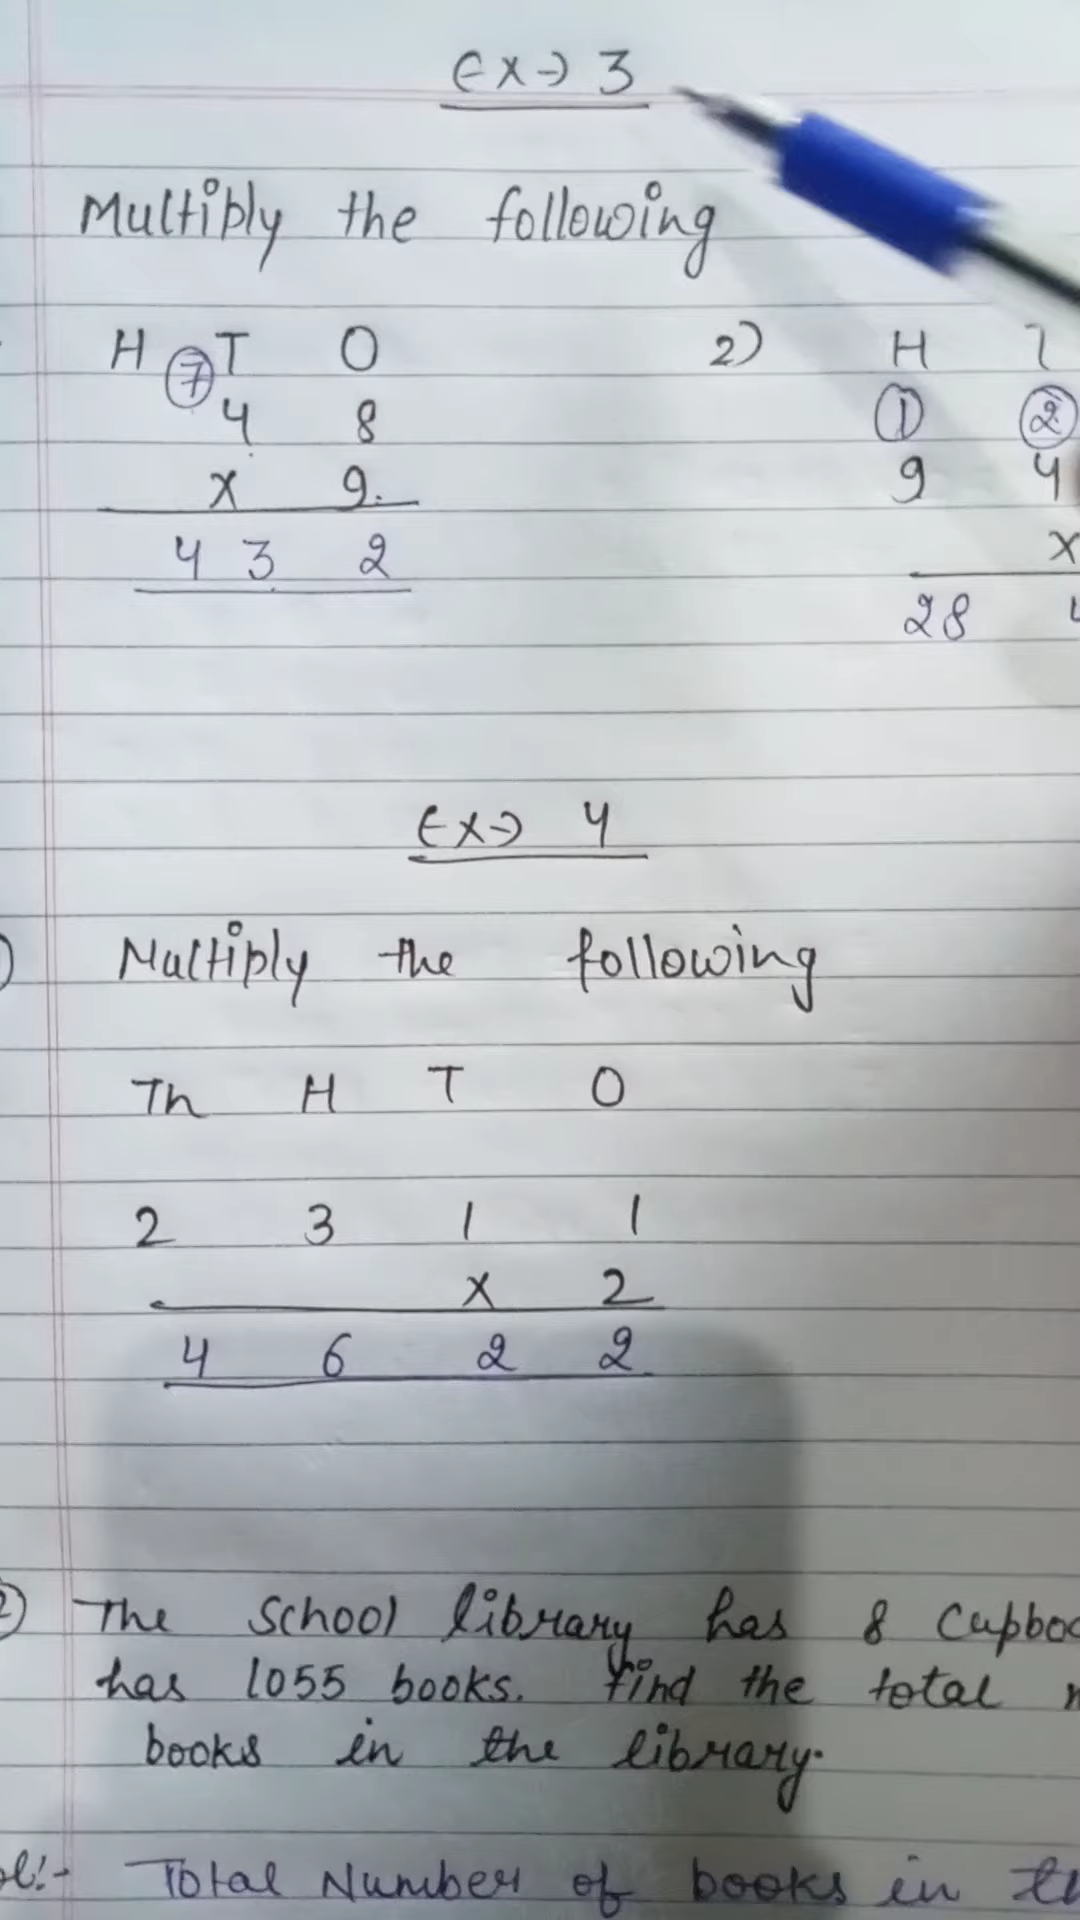 Ex→ 3
Multiply the following
H ⑦ T O
4 8
x 9
4 3 2
2) H
① ②
9 4
x
28
Ex→ 4
Multiply the following
Th H T O
2 3 1 1
x 2
4 6 2 2
The School library has 8
has 1055 books. find the total
books in the library.
Total Number of books in